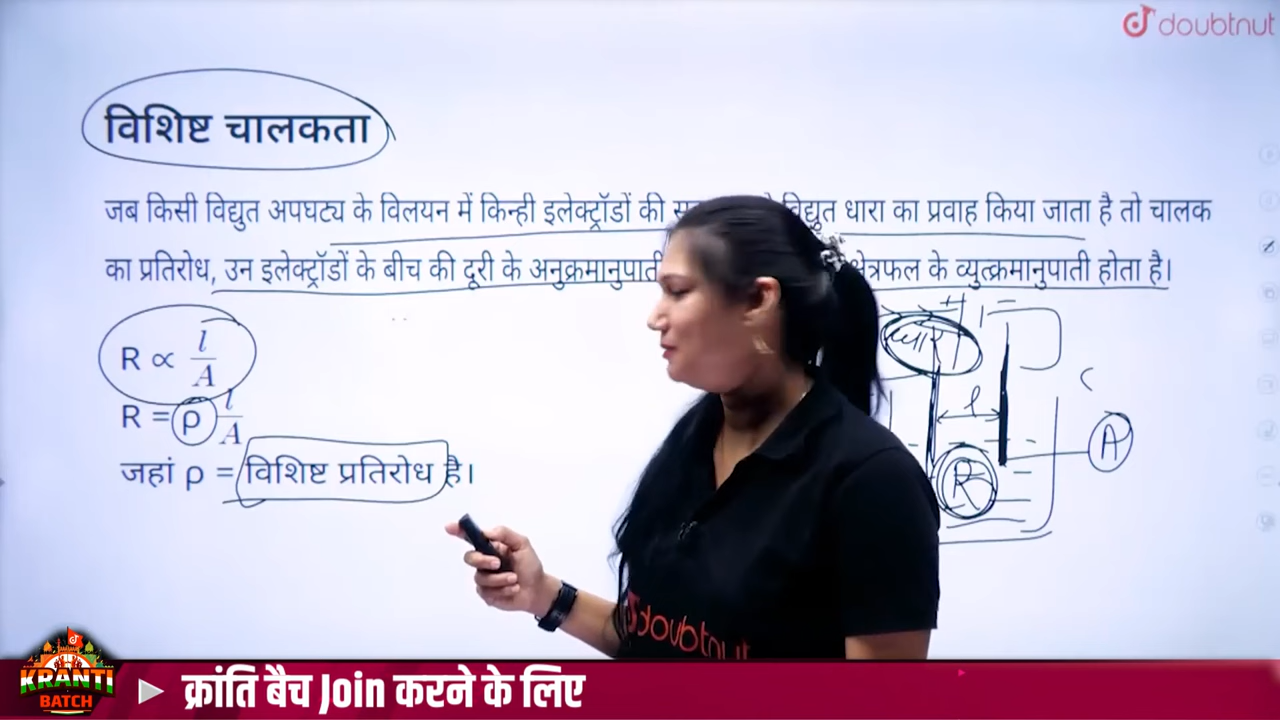 doubtnut
विशिष्ट चालकता
जब किसी विद्युत अपघट्य के विलयन में किन्ही इलेक्ट्रॉडों की विद्युत धारा का प्रवाह किया जाता है तो चालक
का प्रतिरोध, उन इलेक्ट्रॉडों के बीच की दूरी के अनुक्रमानुपाती क्षेत्रफल के व्युत्क्रमानुपाती होता है।
R ∝ l/A
R = ρ l/A
जहां ρ = विशिष्ट प्रतिरोध है।
l
A
R
doubtnut
KRANTI
BATCH
क्रांति बैच Join करने के लिए